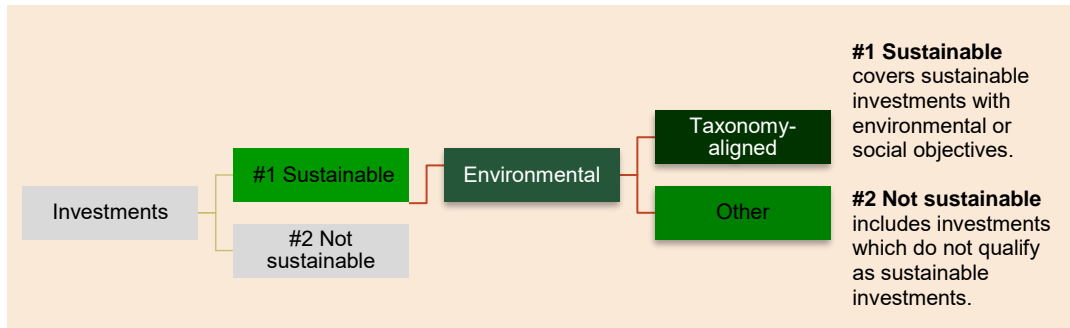 Investments
#1 Sustainable
#2 Not
sustainable
Environmental
Taxonomy-
aligned
Other
#1 Sustainable
covers sustainable
investments with
environmental or
social objectives.
#2 Not sustainable
includes investments
which do not qualify
as sustainable
investments.